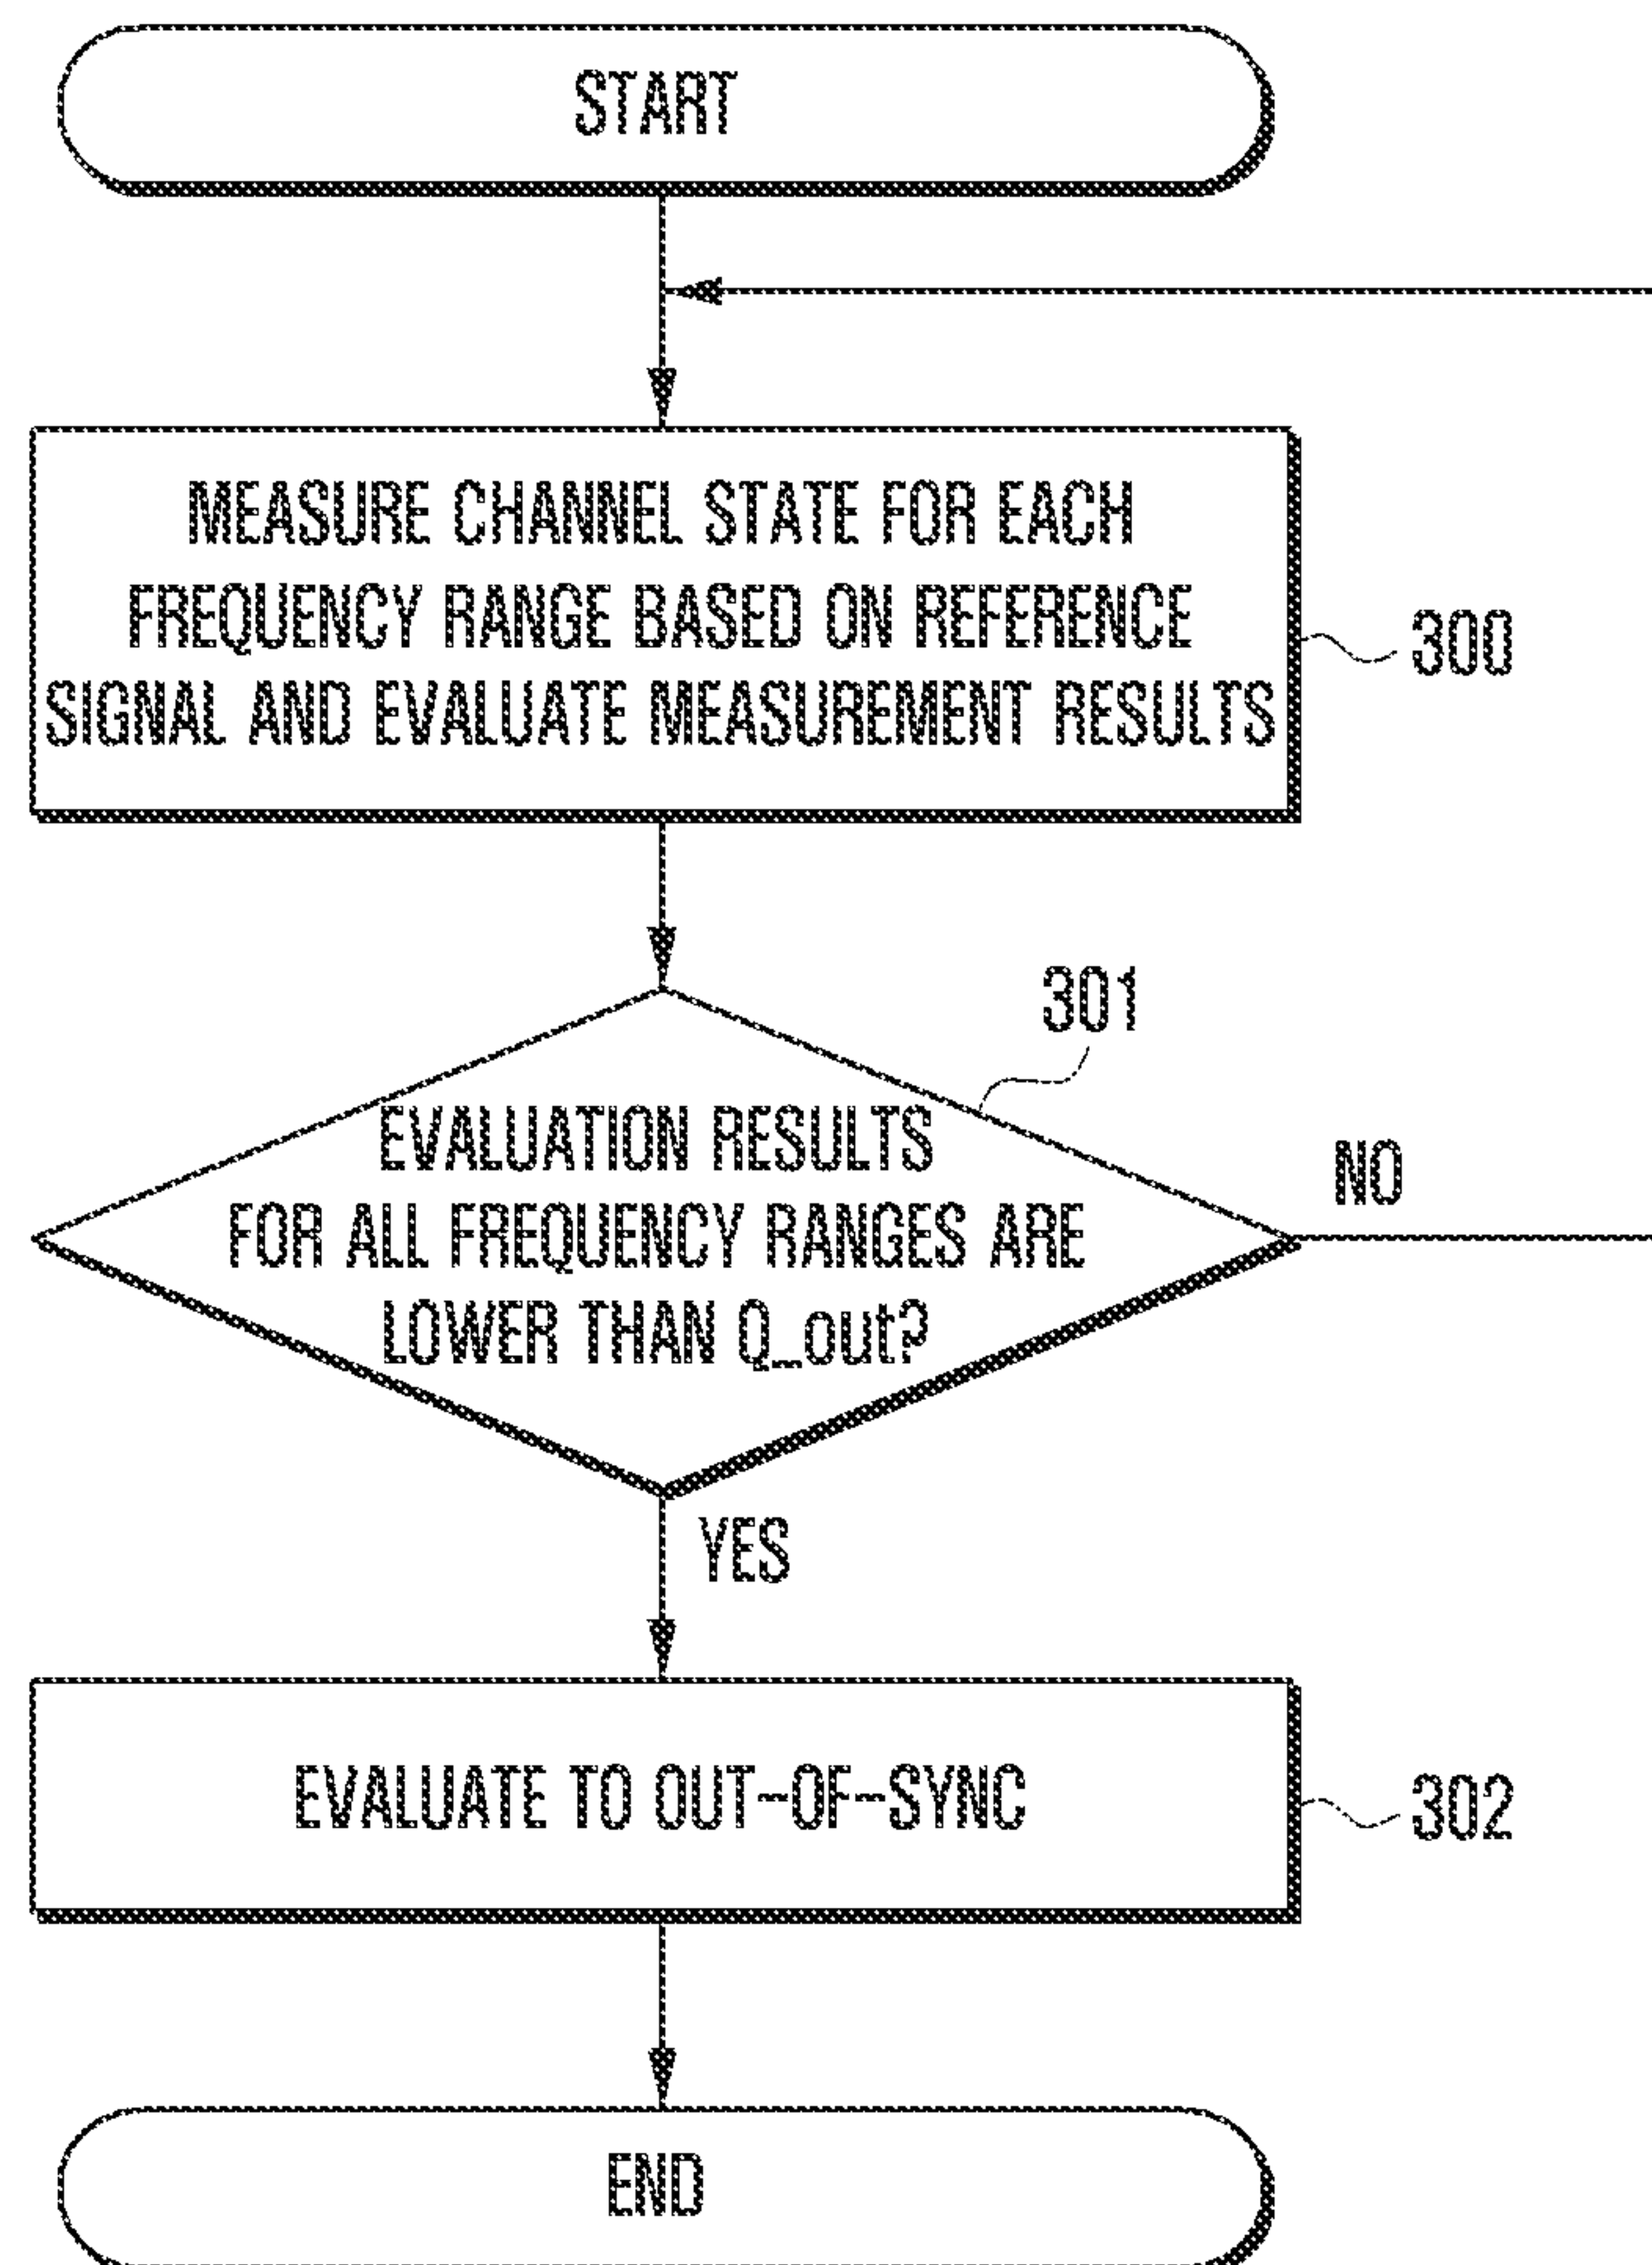 START
MEASURE CHANNEL STATE FOR EACH
FREQUENCY RANGE BASED ON REFERENCE
SIGNAL AND EVALUATE MEASUREMENT RESULTS
300
301
EVALUATION RESULTS
FOR ALL FREQUENCY RANGES ARE
LOWER THAN Q_out?
NO
YES
EVALUATE TO OUT-OF-SYNC
302
END